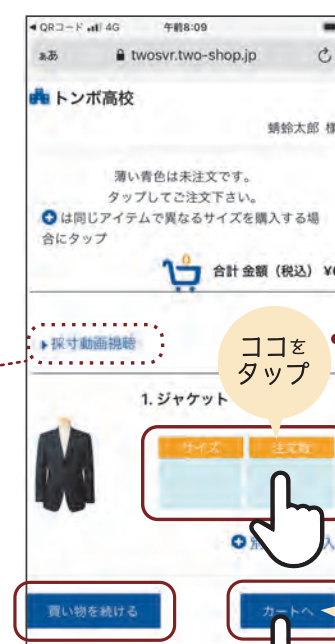 QRコード 4G 午前8:09
ああ twosvr.two-shop.jp
トンボ高校
蜻蛉太郎 様
薄い青色は未注文です。
タップしてご注文下さい。
は同じアイテムで異なるサイズを購入する場
合にタップ
0
合計 金額（税込） ¥
採寸動画視聴
ココを
タップ
1. ジャケット
サイズ 注文数
買い物を続ける
カートへ